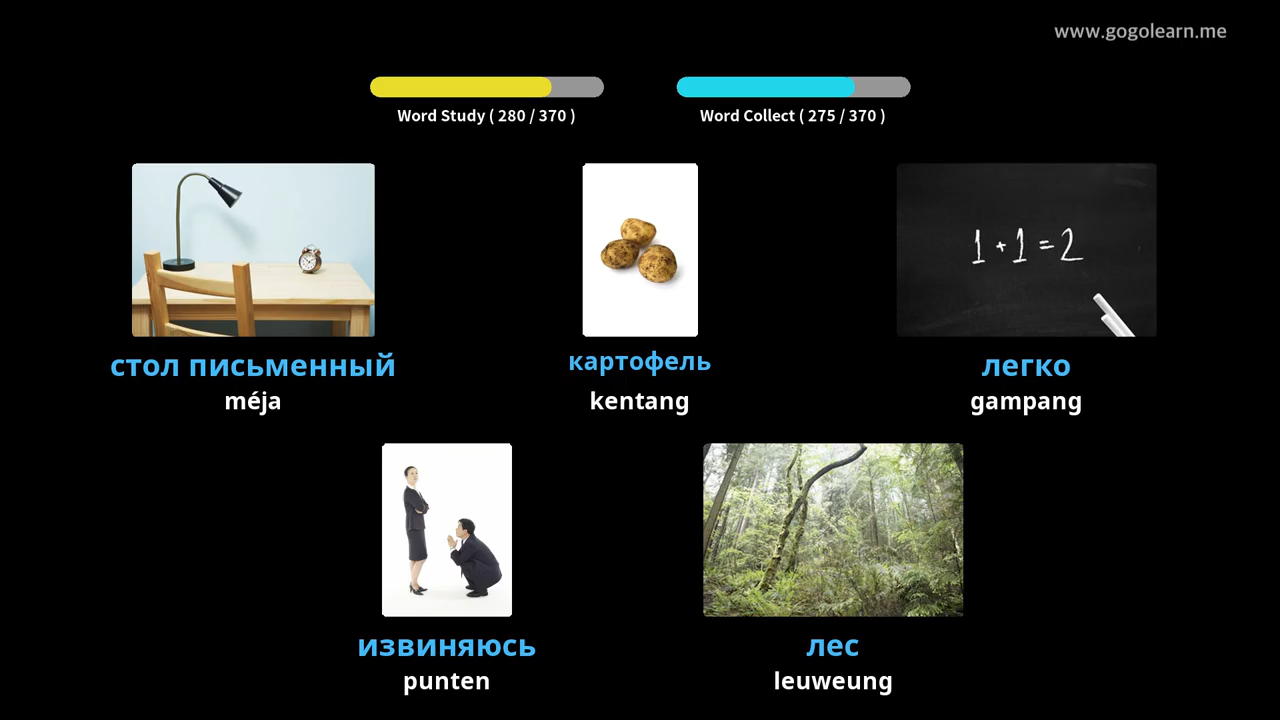 www.gogolearn.me
Word Study ( 280 / 370 )
Word Collect ( 275 / 370 )
1 + 1 = 2
стол письменный
méja
картофель
kentang
легко
gampang
извиняюсь
punten
лес
leuweung